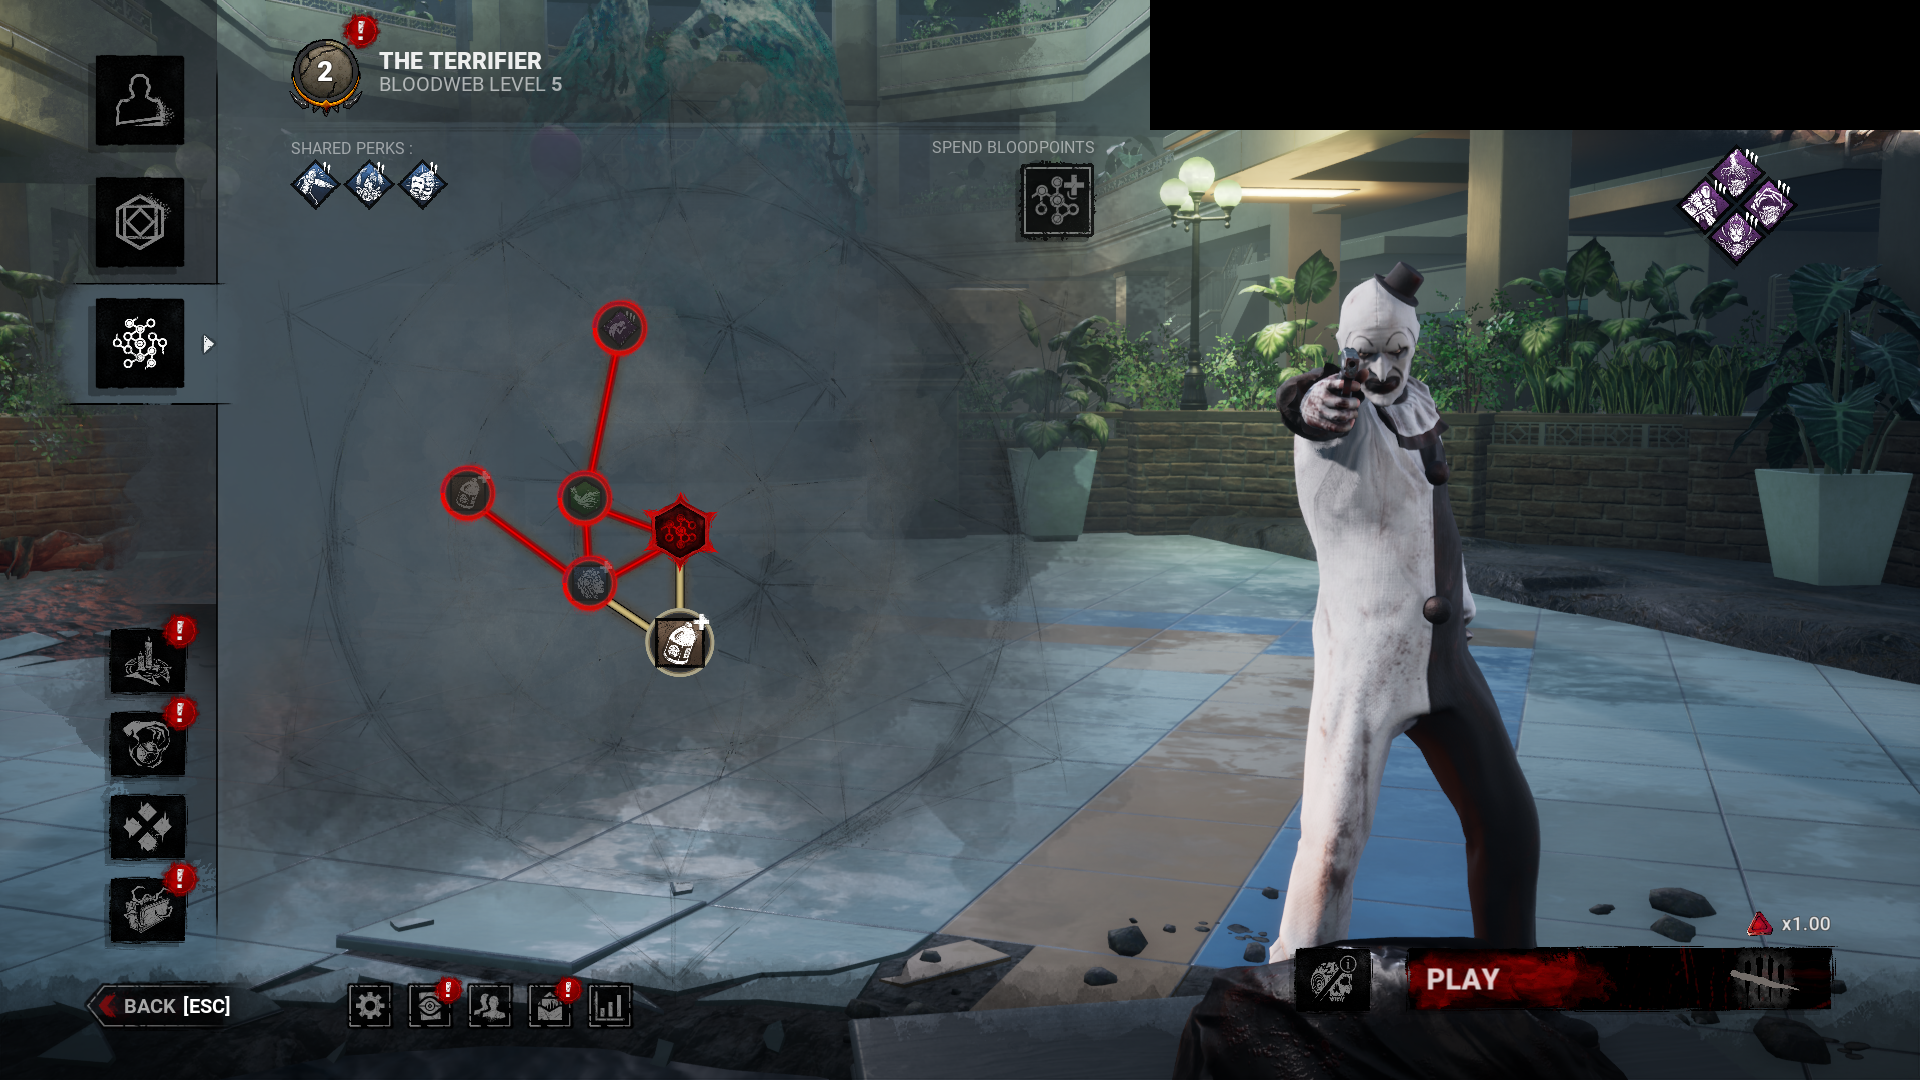 2
THE TERRIFIER
BLOODWEB LEVEL 5
SHARED PERKS :
SPEND BLOODPOINTS
x1.00
PLAY
BACK [ESC]